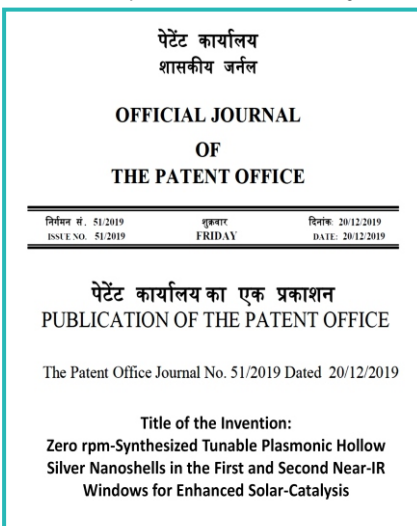 पेटेंट कार्यालय
शासकीय जर्नल
OFFICIAL JOURNAL
OF
THE PATENT OFFICE
निर्गमन सं. 51/2019 शुक्रवार दिनांक: 20/12/2019
ISSUE NO. 51/2019 FRIDAY DATE: 20/12/2019
पेटेंट कार्यालय का एक प्रकाशन
PUBLICATION OF THE PATENT OFFICE
The Patent Office Journal No. 51/2019 Dated 20/12/2019
Title of the Invention:
Zero rpm-Synthesized Tunable Plasmonic Hollow
Silver Nanoshells in the First and Second Near-IR
Windows for Enhanced Solar-Catalysis